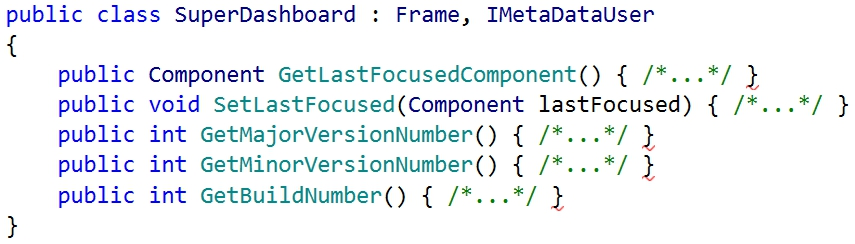 public class SuperDashboard : Frame, IMetaDataUser
{
    public Component GetLastFocusedComponent() { /*...*/ }
    public void SetLastFocused(Component lastFocused) { /*...*/ }
    public int GetMajorVersionNumber() { /*...*/ }
    public int GetMinorVersionNumber() { /*...*/ }
    public int GetBuildNumber() { /*...*/ }
}